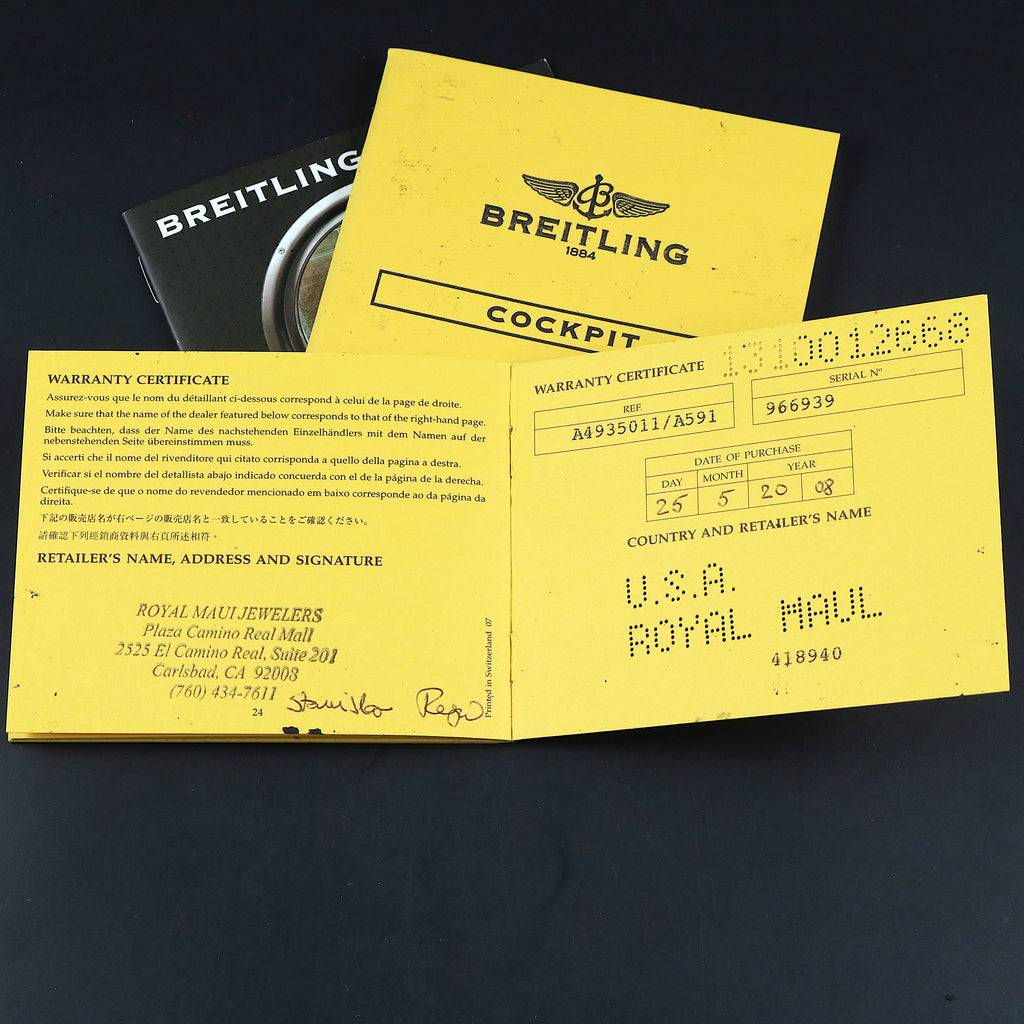 BREITLING
BREITLING
1884
COCKPIT
WARRANTY CERTIFICATE
Assurez-vous que le nom du détaillant ci-dessous correspond à celui de la page de droite.
Make sure that the name of the dealer featured below corresponds to that of the right-hand page.
Bitte beachten, dass der Name des nachstehenden Einzelhändlers mit dem Namen auf der
nebenstehenden Seite übereinstimmen muss.
Si accerti che il nome del rivenditore qui citato corrisponda a quello della pagina a destra.
Verificar si el nombre del detallista abajo indicado concuerda con el de la página de la derecha.
Certifique-se de que o nome do revendedor mencionado em baixo corresponde ao da página da
direita.
下記の販売店名が右ページの販売店名と一致していることをご確認ください。
請確認下列經銷商資料與右頁所述相符。
RETAILER'S NAME, ADDRESS AND SIGNATURE
ROYAL MAUI JEWELERS
Plaza Camino Real Mall
2525 El Camino Real, Suite 201
Carlsbad, CA 92008
(760) 434-7611
24
Printed in Switzerland 07
1310012668
WARRANTY CERTIFICATE
REF.
A4935011/A591
SERIAL Nº
966939
DATE OF PURCHASE
DAY MONTH YEAR
25 5 20 08
COUNTRY AND RETAILER'S NAME
U.S.A.
ROYAL MAUI
418940